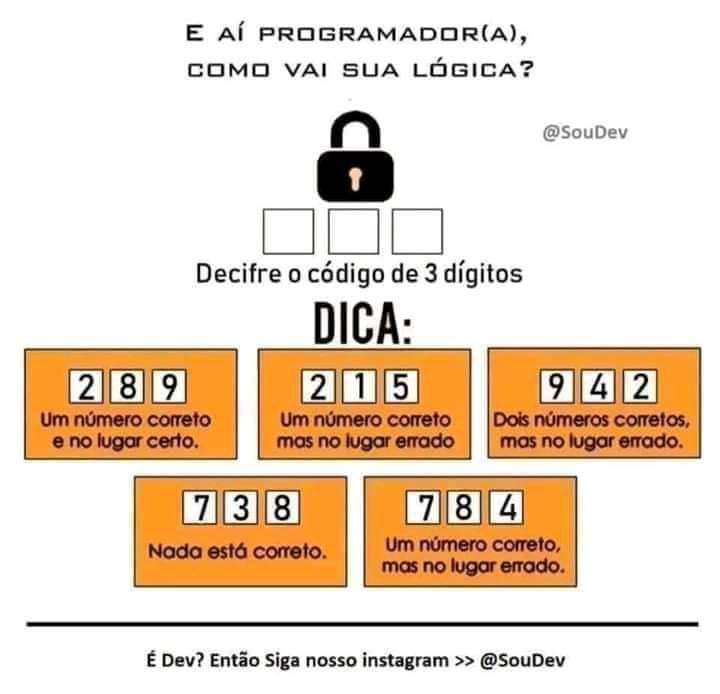 E AÍ PROGRAMADOR(A),
COMO VAI SUA LÓGICA?
@SouDev
Decifre o código de 3 dígitos
DICA:
2 8 9
Um número correto
e no lugar certo.
2 1 5
Um número correto
mas no lugar errado
9 4 2
Dois números corretos,
mas no lugar errado.
7 3 8
Nada está correto.
7 8 4
Um número correto,
mas no lugar errado.
É Dev? Então Siga nosso instagram >> @SouDev